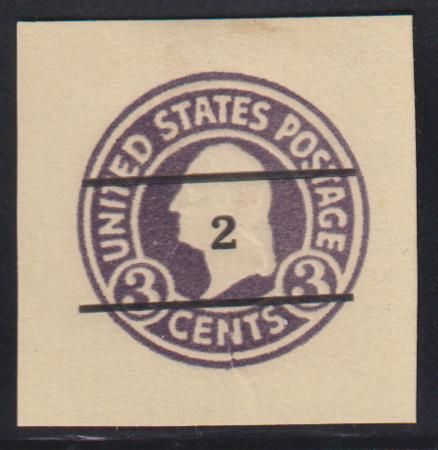 UNITED STATES POSTAGE
2
3 3
CENTS